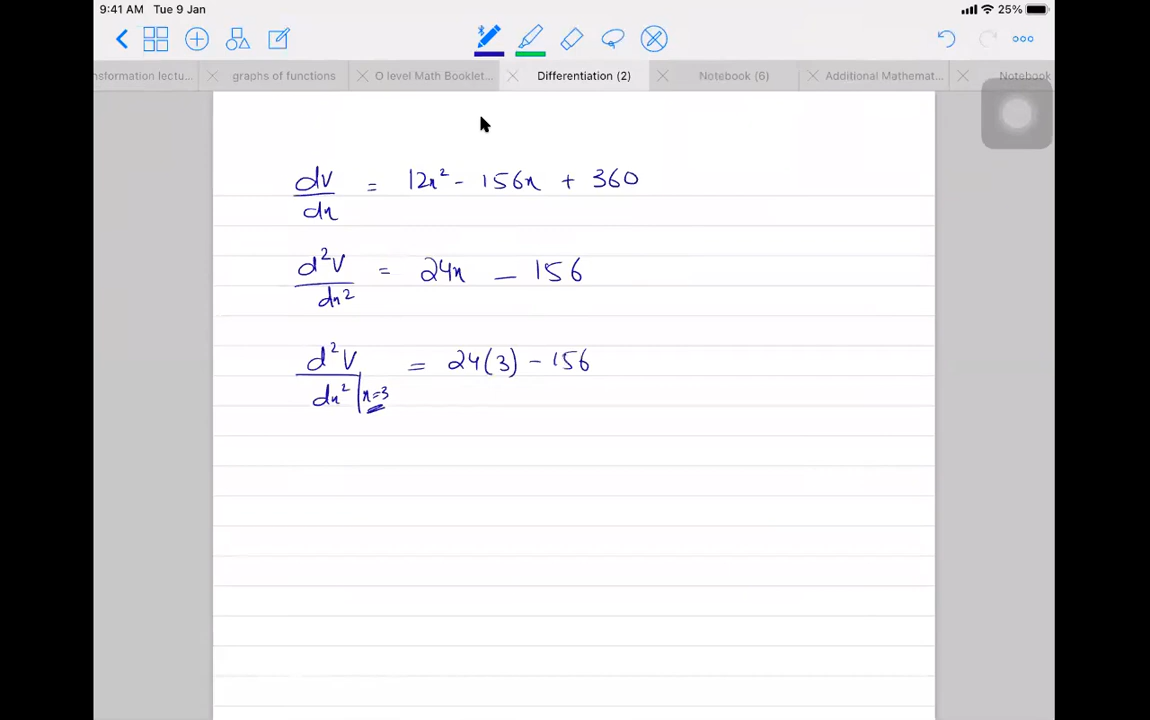 9:41 AM Tue 9 Jan 25%
nsformation lectu... graphs of functions O level Math Booklet... Differentiation (2) Notebook (6) Additional Mathemat... Notebook
dV/dx = 12x² - 156x + 360
d²V/dx² = 24x - 156
d²V/dx² | x=3 = 24(3) - 156